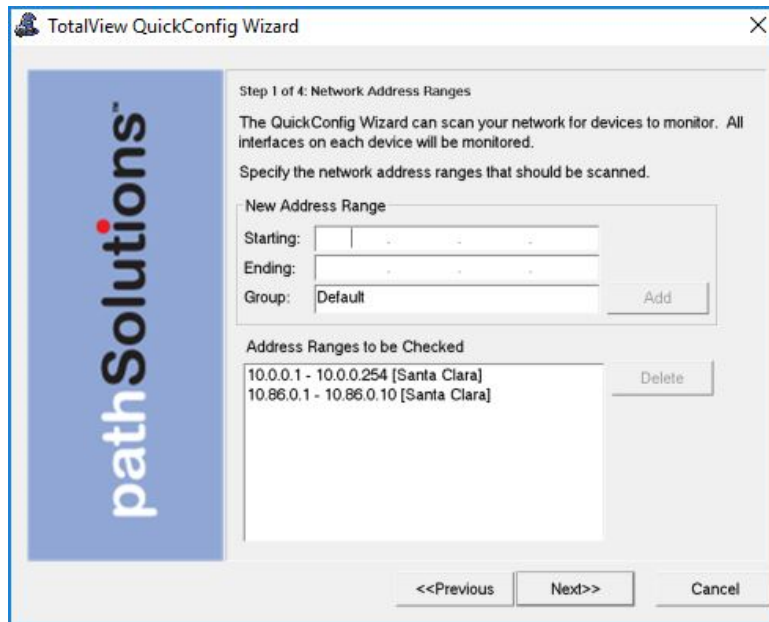 TotalView QuickConfig Wizard
pathSolutions™
Step 1 of 4: Network Address Ranges
The QuickConfig Wizard can scan your network for devices to monitor. All
interfaces on each device will be monitored.
Specify the network address ranges that should be scanned.
New Address Range
Starting: . . .
Ending: . . .
Group: Default Add
Address Ranges to be Checked
10.0.0.1 - 10.0.0.254 [Santa Clara] Delete
10.86.0.1 - 10.86.0.10 [Santa Clara]
<<Previous Next>> Cancel